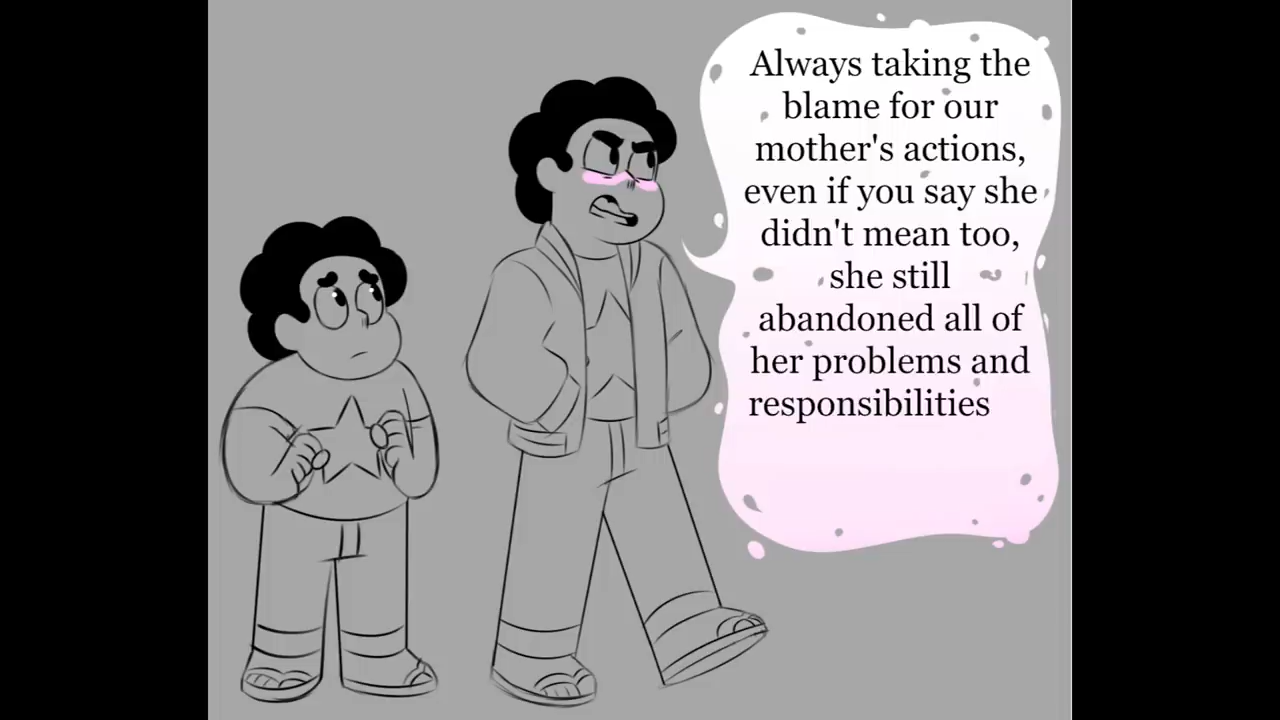 Always taking the
blame for our
mother's actions,
even if you say she
didn't mean too,
she still
abandoned all of
her problems and
responsibilities